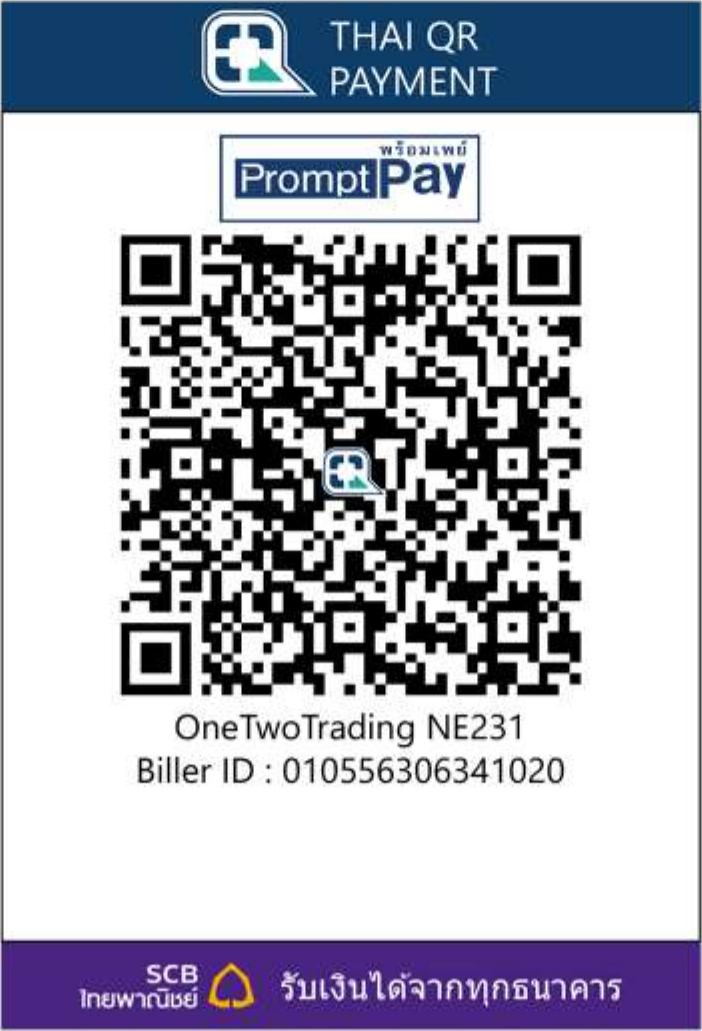 THAI QR
PAYMENT
พร้อมเพย์
Prompt Pay
OneTwoTrading NE231
Biller ID : 010556306341020
SCB
ไทยพาณิชย์
รับเงินได้จากทุกธนาคาร